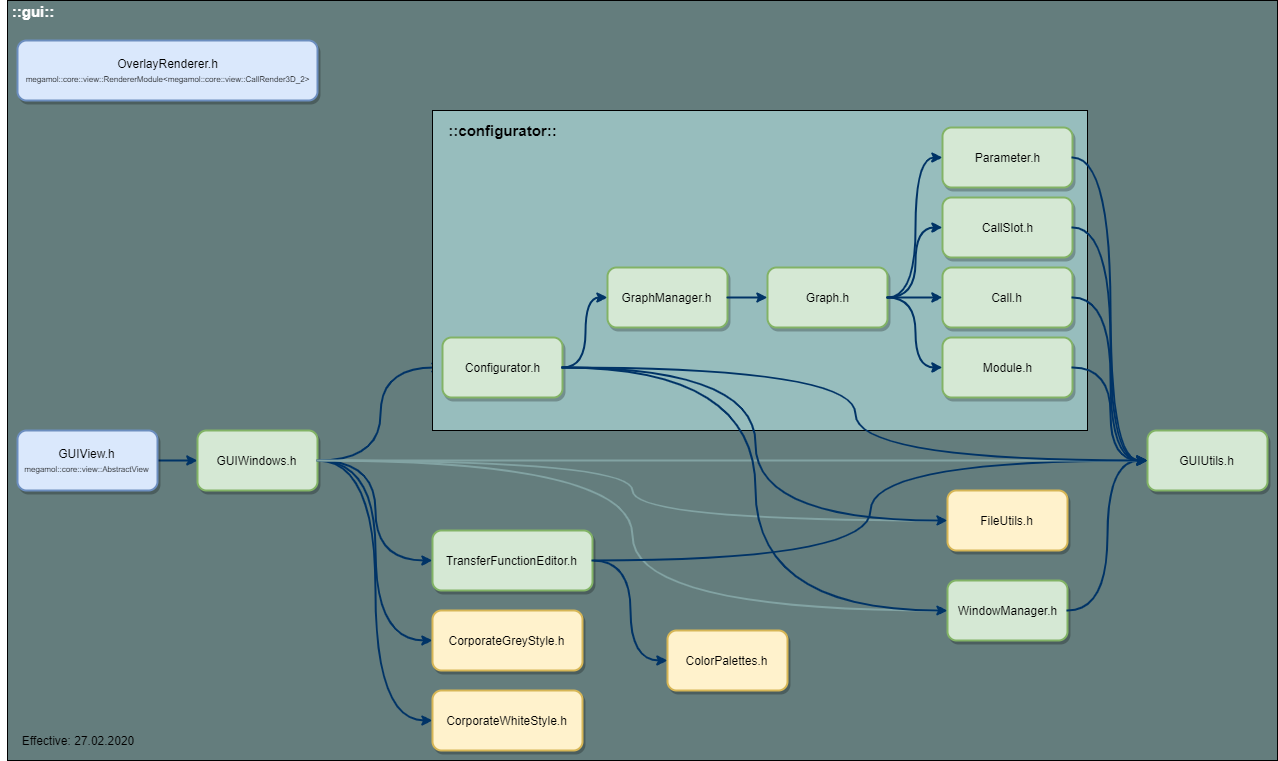 ::gui::
OverlayRenderer.h
megamol::core::view::RendererModule<megamol::core::view::CallRender3D_2>
::configurator::
Parameter.h
CallSlot.h
GraphManager.h
Graph.h
Call.h
Configurator.h
Module.h
GUIView.h
megamol::core::view::AbstractView
GUIWindows.h
GUIUtils.h
FileUtils.h
TransferFunctionEditor.h
WindowManager.h
CorporateGreyStyle.h
ColorPalettes.h
CorporateWhiteStyle.h
Effective: 27.02.2020